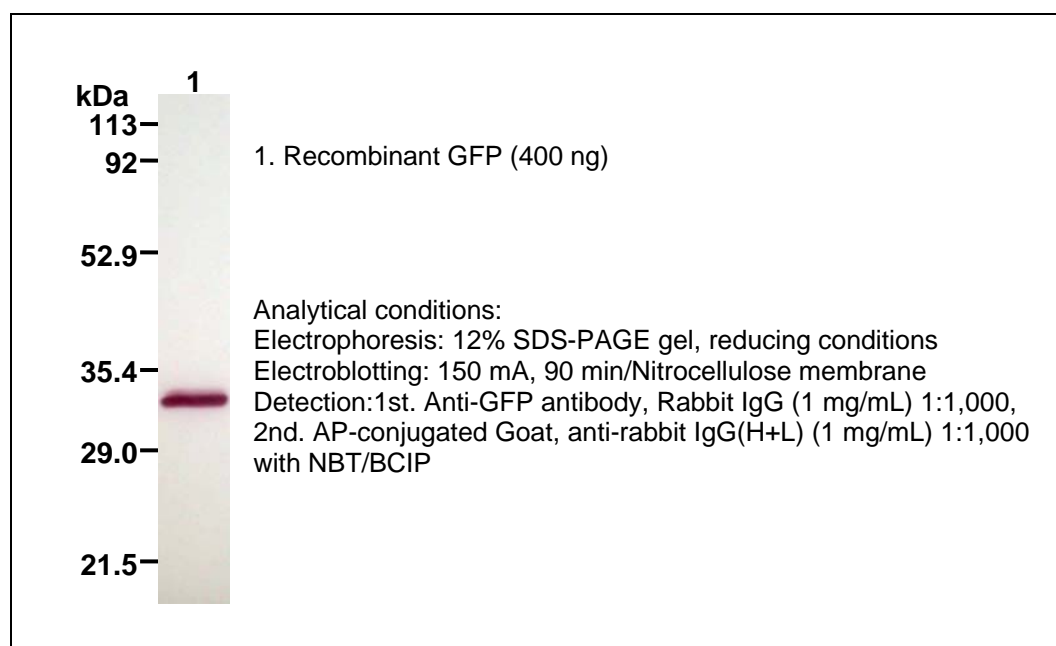 1
kDa
113
92
1. Recombinant GFP (400 ng)
52.9
Analytical conditions:
Electrophoresis: 12% SDS-PAGE gel, reducing conditions
35.4
Electroblotting: 150 mA, 90 min/Nitrocellulose membrane
Detection:1st. Anti-GFP antibody, Rabbit IgG (1 mg/mL) 1:1,000,
2nd. AP-conjugated Goat, anti-rabbit IgG(H+L) (1 mg/mL) 1:1,000
29.0
with NBT/BCIP
21.5